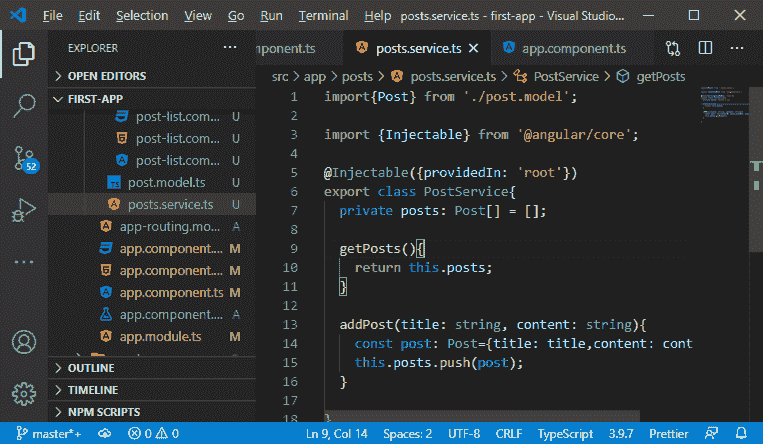 File Edit Selection View Go Run Terminal Help posts.service.ts - first-app - Visual Studio...
EXPLORER
OPEN EDITORS
FIRST-APP
post-list.com... U
post-list.com... U
post-list.com... U
TS post.model.ts U
posts.service.ts U
app-routing.mo... A
app.component.... M
app.component.... M
app.component.ts M
app.component.... A
app.module.ts M
OUTLINE
TIMELINE
NPM SCRIPTS
52
mponent.ts posts.service.ts app.component.ts
src > app > posts > posts.service.ts > PostService > getPosts
1 import{Post} from './post.model';
2
3 import {Injectable} from '@angular/core';
4
5 @Injectable({providedIn: 'root'})
6 export class PostService{
7 private posts: Post[] = [];
8
9 getPosts(){
10 return this.posts;
11 }
12
13 addPost(title: string, content: string){
14 const post: Post={title: title,content: cont
15 this.posts.push(post);
16 }
17
18 }
master*+ 0 0 Ln 9, Col 14 Spaces: 2 UTF-8 CRLF TypeScript 3.9.7 Prettier